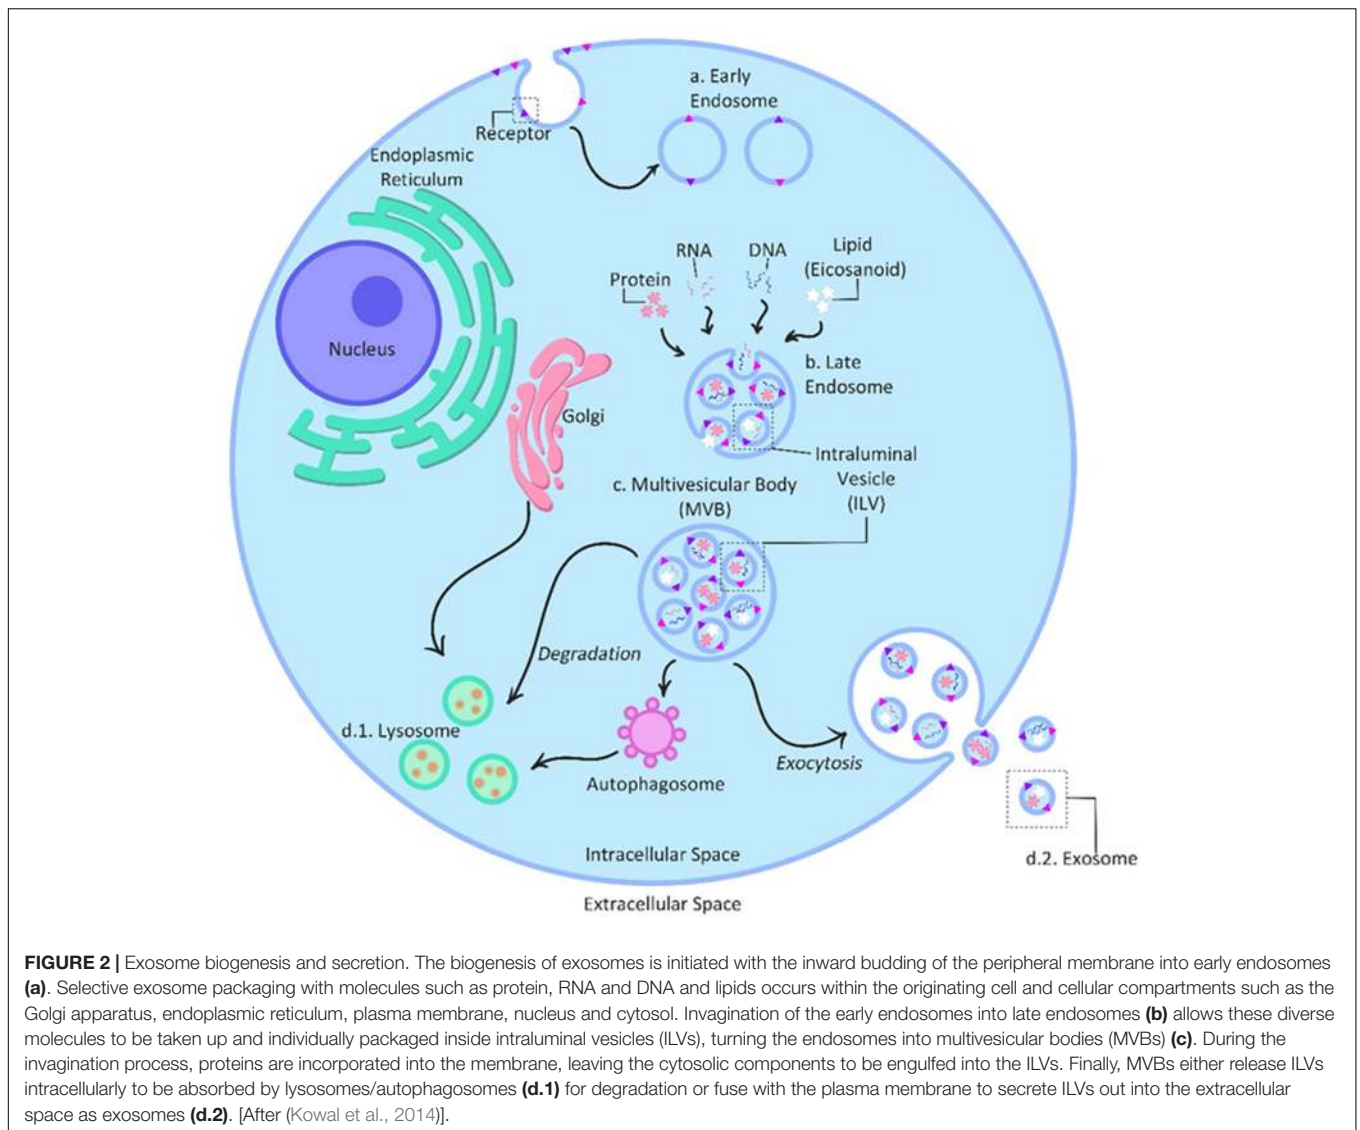 a. Early
Endosome
Receptor
Endoplasmic
Reticulum
RNA
DNA
Lipid
(Eicosanoid)
Protein
Nucleus
b. Late
Endosome
Golgi
Intraluminal
Vesicle
(ILV)
c. Multivesicular Body
(MVB)
Degradation
d.1. Lysosome
Exocytosis
Autophagosome
Intracellular Space
d.2. Exosome
Extracellular Space
FIGURE 2 | Exosome biogenesis and secretion. The biogenesis of exosomes is initiated with the inward budding of the peripheral membrane into early endosomes
(a). Selective exosome packaging with molecules such as protein, RNA and DNA and lipids occurs within the originating cell and cellular compartments such as the
Golgi apparatus, endoplasmic reticulum, plasma membrane, nucleus and cytosol. Invagination of the early endosomes into late endosomes (b) allows these diverse
molecules to be taken up and individually packaged inside intraluminal vesicles (ILVs), turning the endosomes into multivesicular bodies (MVBs) (c). During the
invagination process, proteins are incorporated into the membrane, leaving the cytosolic components to be engulfed into the ILVs. Finally, MVBs either release ILVs
intracellularly to be absorbed by lysosomes/autophagosomes (d.1) for degradation or fuse with the plasma membrane to secrete ILVs out into the extracellular
space as exosomes (d.2). [After (Kowal et al., 2014)].